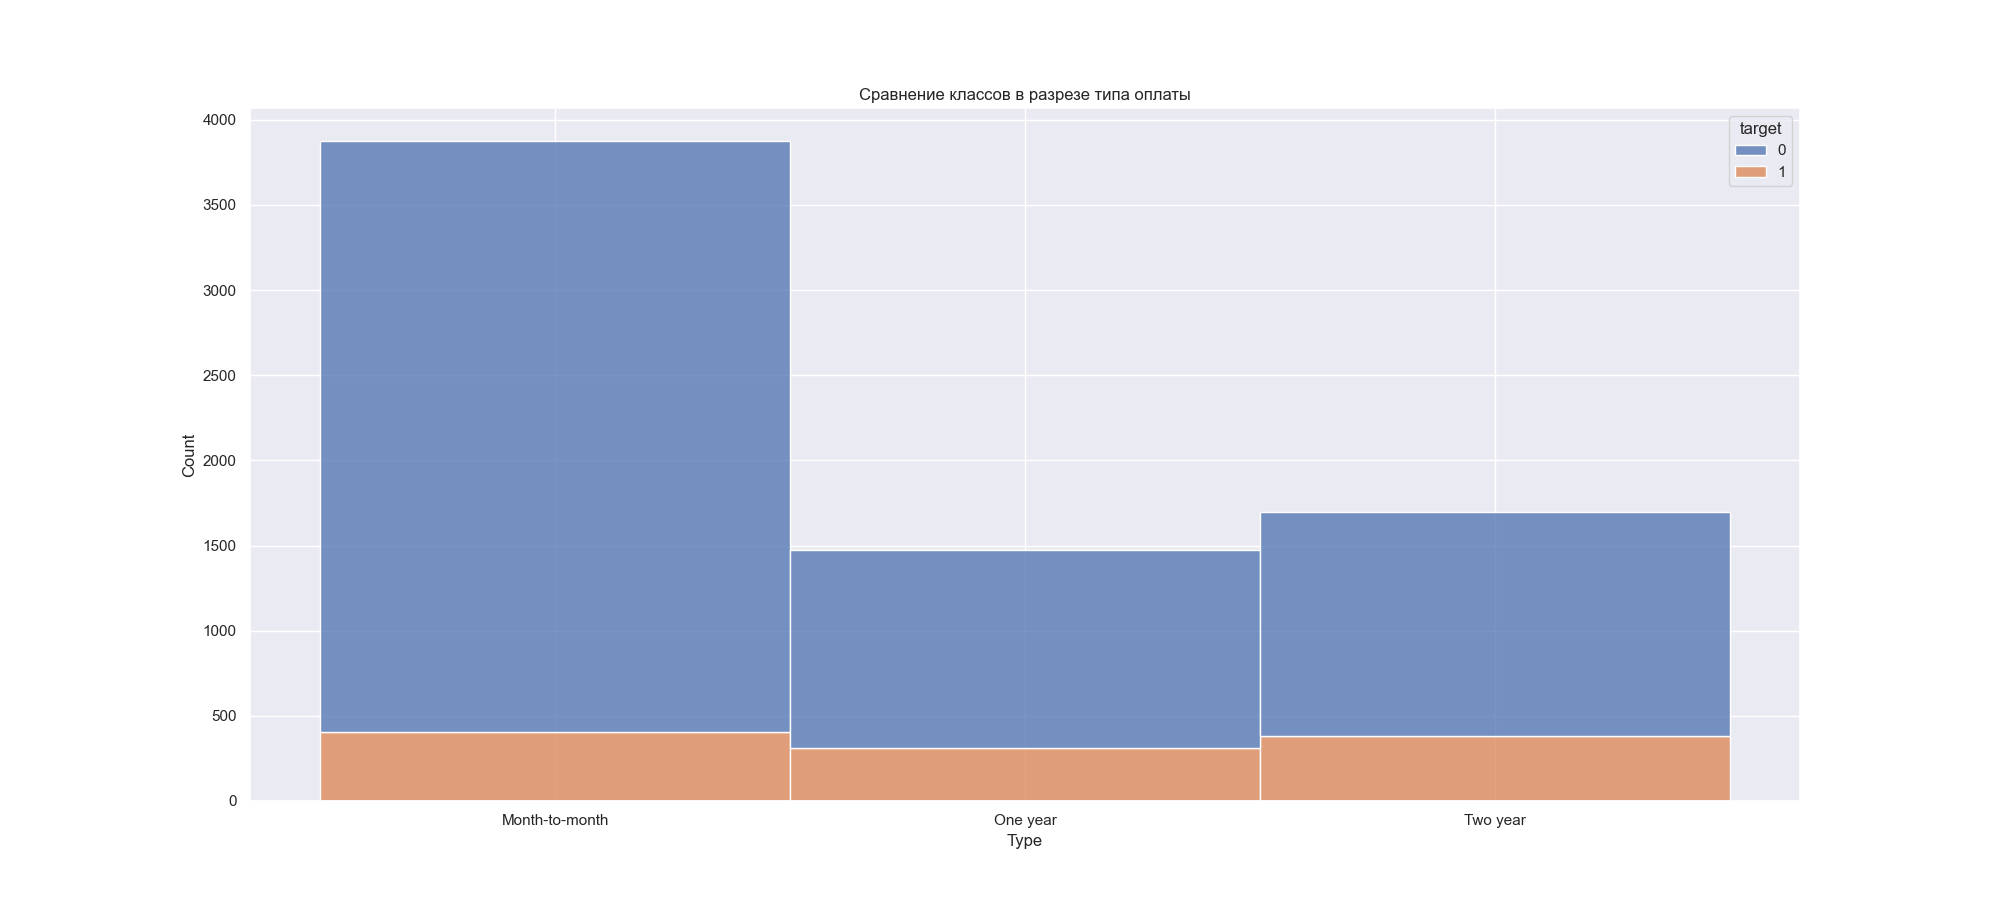 Сравнение классов в разрезе типа оплаты
target
0
1
4000
3500
3000
2500
2000
1500
1000
500
0
Count
Month-to-month
One year
Two year
Type